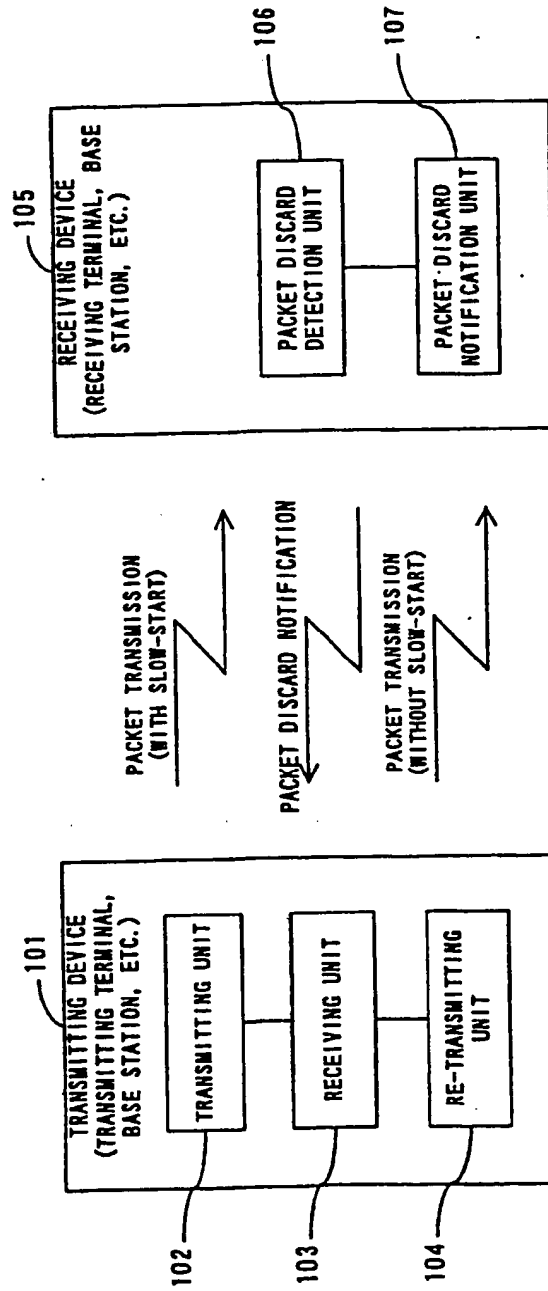 101
TRANSMITTING DEVICE
(TRANSMITTING TERMINAL,
BASE STATION, ETC.)
TRANSMITTING UNIT
102
RECEIVING UNIT
103
RE-TRANSMITTING
UNIT
104
PACKET TRANSMISSION
(WITH SLOW-START)
PACKET DISCARD NOTIFICATION
PACKET TRANSMISSION
(WITHOUT SLOW-START)
105
RECEIVING DEVICE
(RECEIVING TERMINAL, BASE
STATION, ETC.)
PACKET DISCARD
DETECTION UNIT
106
PACKET DISCARD
NOTIFICATION UNIT
107